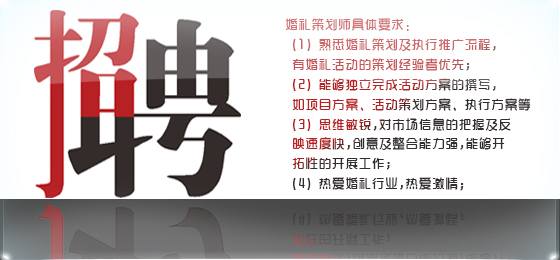 招聘
婚礼策划师具体要求：
(1) 熟悉婚礼策划及执行推广流程，
有婚礼活动的策划经验者优先；
(2) 能够独立完成活动方案的撰写，
如项目方案、活动策划方案、执行方案等
(3) 思维敏锐,对市场信息的把握及反
映速度快,创意及整合能力强,能够开
拓性的开展工作；
(4) 热爱婚礼行业,热爱激情；